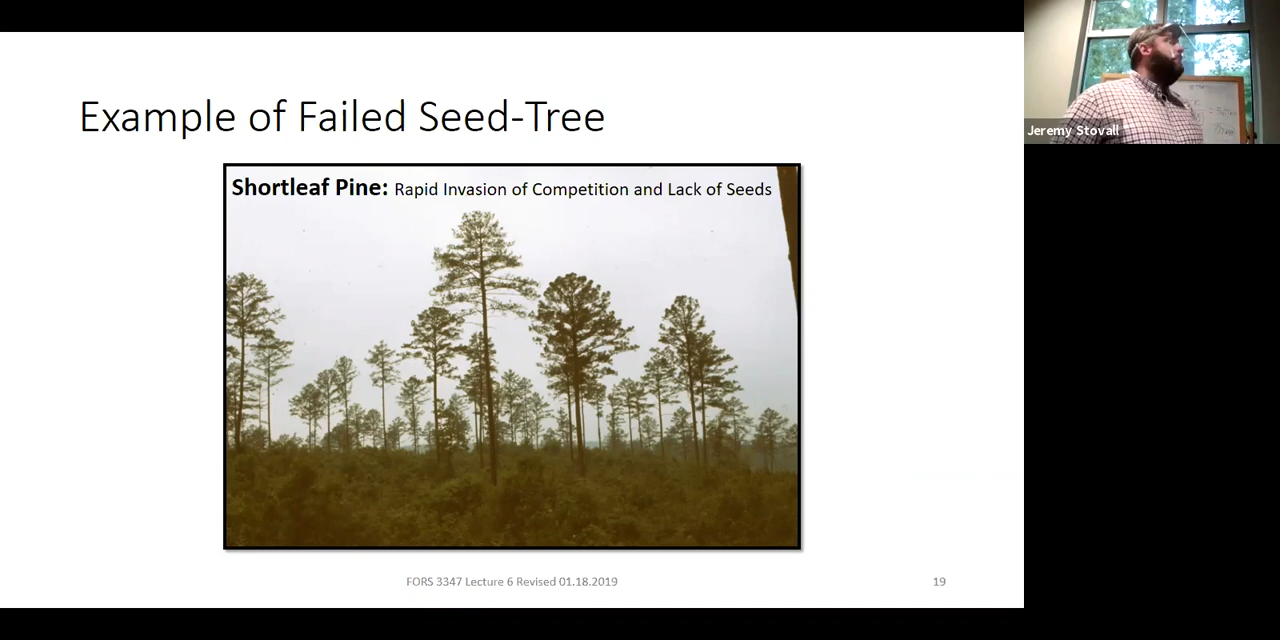 Example of Failed Seed-Tree
Shortleaf Pine: Rapid Invasion of Competition and Lack of Seeds
FORS 3347 Lecture 6 Revised 01.18.2019
19
Jeremy Stovall